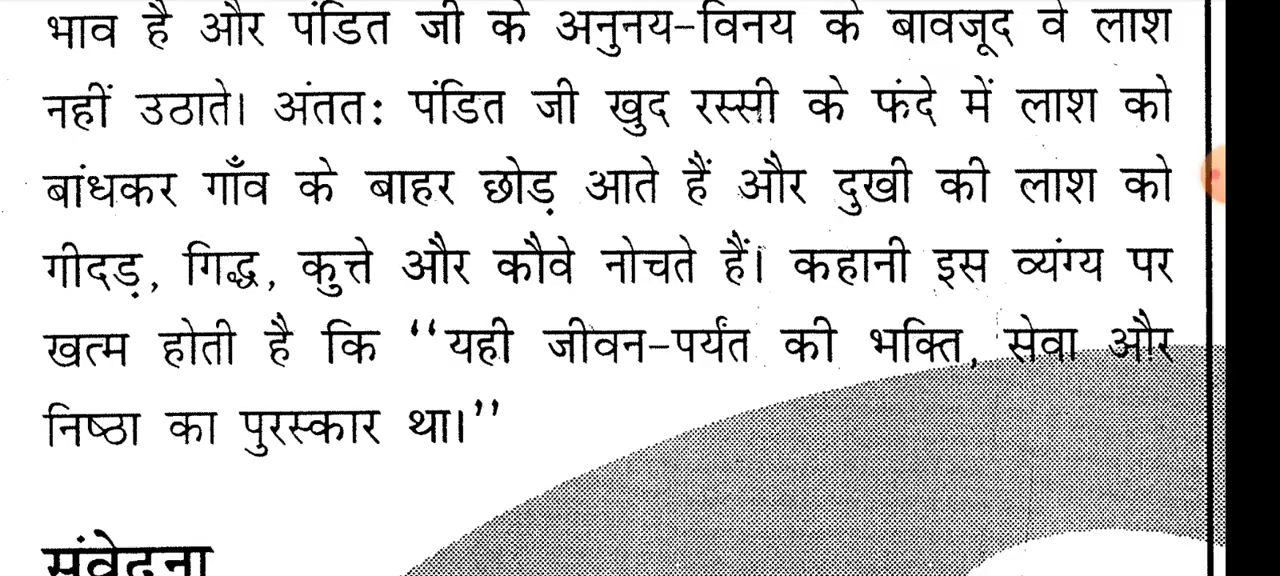 भाव है और पंडित जी के अनुनय-विनय के बावजूद वे लाश
नहीं उठाते। अंततः पंडित जी खुद रस्सी के फंदे में लाश को
बांधकर गाँव के बाहर छोड़ आते हैं और दुखी की लाश को
गीदड़, गिद्ध, कुत्ते और कौवे नोचते हैं। कहानी इस व्यंग्य पर
खत्म होती है कि “यही जीवन-पर्यंत की भक्ति, सेवा और
निष्ठा का पुरस्कार था।”
संवेदना